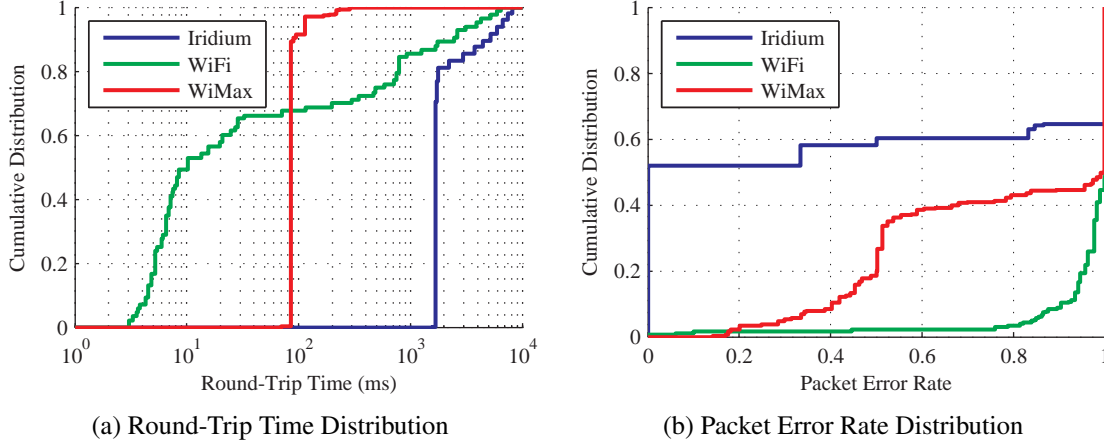 1
0.8
0.6
0.4
0.2
0
Cumulative Distribution
Iridium
WiFi
WiMax
10^0
10^1
10^2
10^3
10^4
Round-Trip Time (ms)
(a) Round-Trip Time Distribution
1
0.8
0.6
0.4
0.2
0
Cumulative Distribution
Iridium
WiFi
WiMax
0
0.2
0.4
0.6
0.8
1
Packet Error Rate
(b) Packet Error Rate Distribution